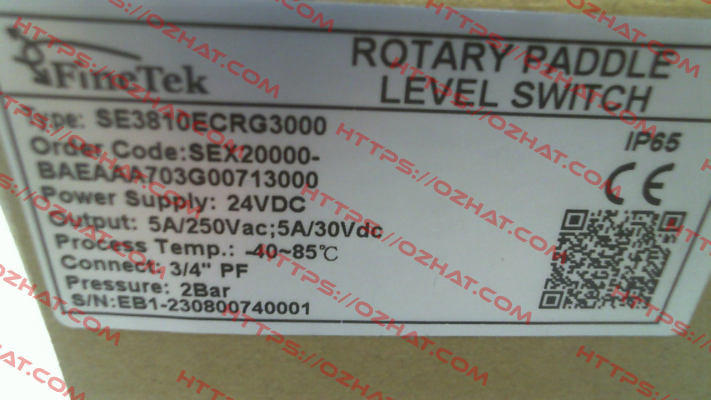 FineTek
ROTARY PADDLE
LEVEL SWITCH
Type: SE3810ECRG3000
Order Code:SEX20000-
BAEAAA703G00713000
Power Supply: 24VDC
Output: 5A/250Vac;5A/30Vdc
Process Temp.: -40~85℃
Connect: 3/4" PF
Pressure: 2Bar
S/N:EB1-230800740001
IP65
CE
HTTPS://OZHAT.COM